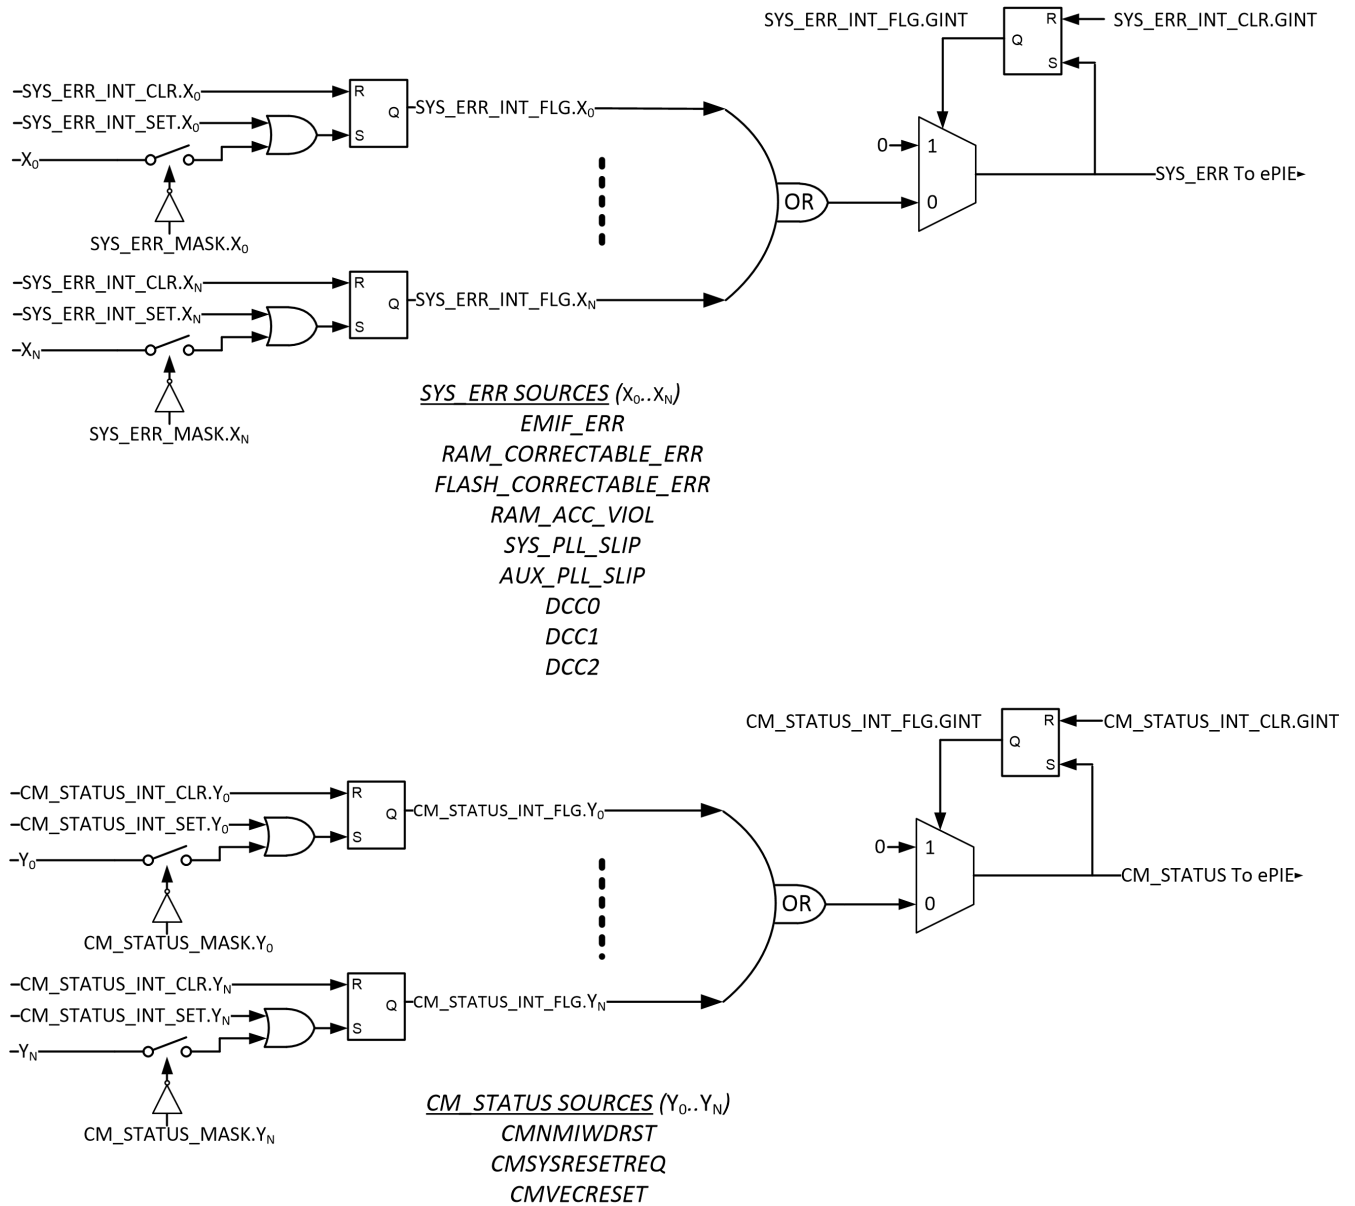 SYS_ERR_INT_FLG.GINT
R
SYS_ERR_INT_CLR.GINT
Q
S
SYS_ERR_INT_CLR.X0
R
SYS_ERR_INT_SET.X0
Q
SYS_ERR_INT_FLG.X0
S
X0
0
1
SYS_ERR To ePIE
OR
0
SYS_ERR_MASK.X0
SYS_ERR_INT_CLR.XN
R
SYS_ERR_INT_SET.XN
Q
SYS_ERR_INT_FLG.XN
S
XN
SYS_ERR_MASK.XN
SYS_ERR SOURCES (X0..XN)
EMIF_ERR
RAM_CORRECTABLE_ERR
FLASH_CORRECTABLE_ERR
RAM_ACC_VIOL
SYS_PLL_SLIP
AUX_PLL_SLIP
DCC0
DCC1
DCC2
CM_STATUS_INT_FLG.GINT
R
CM_STATUS_INT_CLR.GINT
Q
S
CM_STATUS_INT_CLR.Y0
R
CM_STATUS_INT_SET.Y0
Q
CM_STATUS_INT_FLG.Y0
S
Y0
0
1
CM_STATUS To ePIE
OR
0
CM_STATUS_MASK.Y0
CM_STATUS_INT_CLR.YN
R
CM_STATUS_INT_SET.YN
Q
CM_STATUS_INT_FLG.YN
S
YN
CM_STATUS_MASK.YN
CM_STATUS SOURCES (Y0..YN)
CMNMIWDRST
CMSYSRESETREQ
CMVECRESET